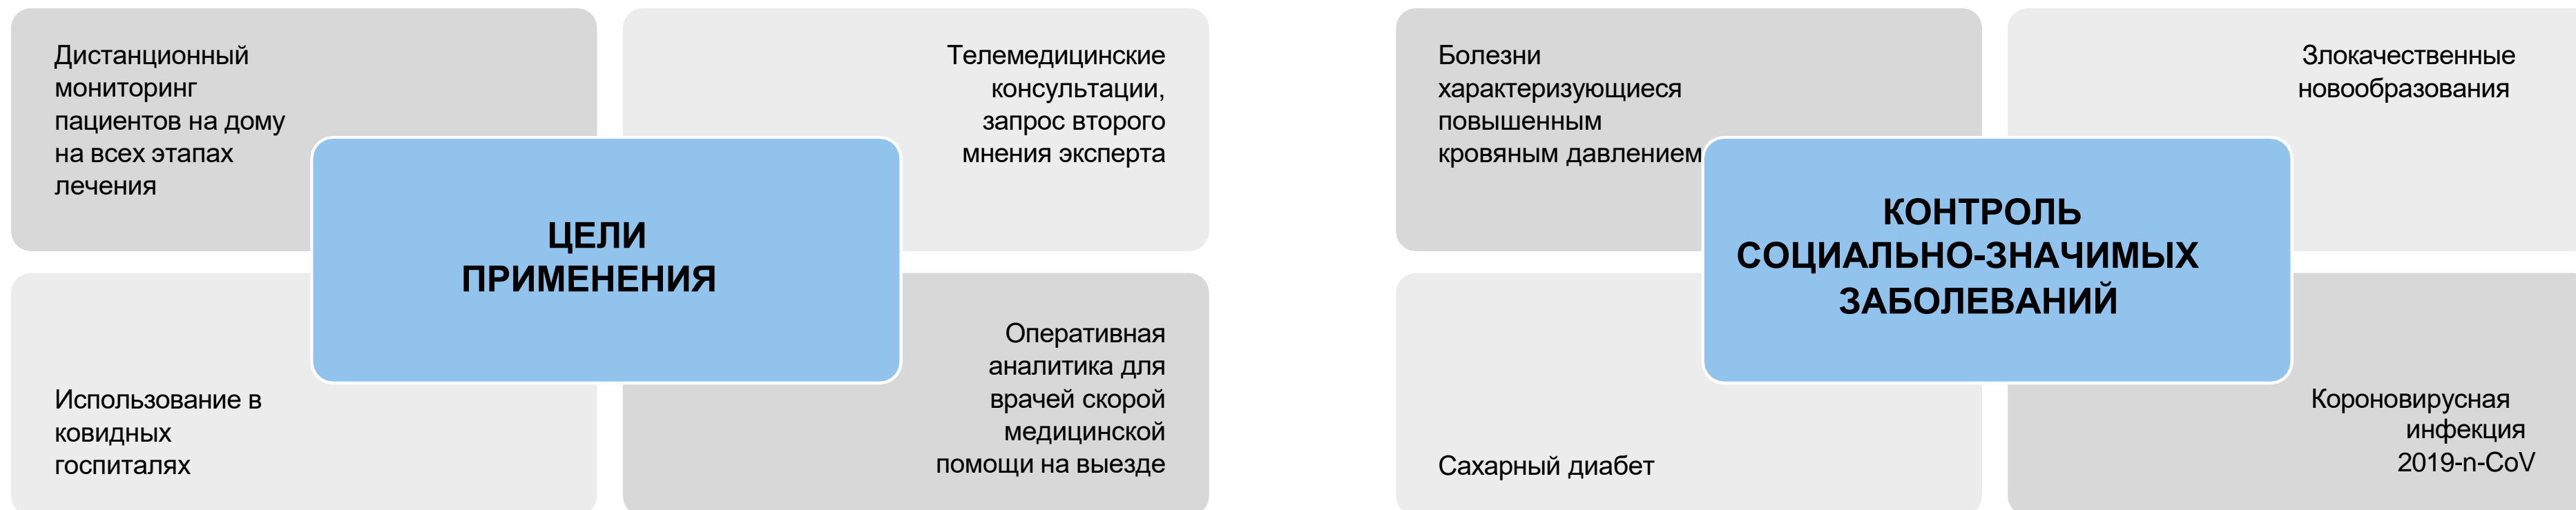 Дистанционный
мониторинг
пациентов на дому
на всех этапах
лечения
Телемедицинские
консультации,
запрос второго
мнения эксперта
ЦЕЛИ
ПРИМЕНЕНИЯ
Использование в
ковидных
госпиталях
Оперативная
аналитика для
врачей скорой
медицинской
помощи на выезде
Болезни
характеризующиеся
повышенным
кровяным давлением
Злокачественные
новообразования
КОНТРОЛЬ
СОЦИАЛЬНО-ЗНАЧИМЫХ
ЗАБОЛЕВАНИЙ
Сахарный диабет
Короновирусная
инфекция
2019-n-CoV